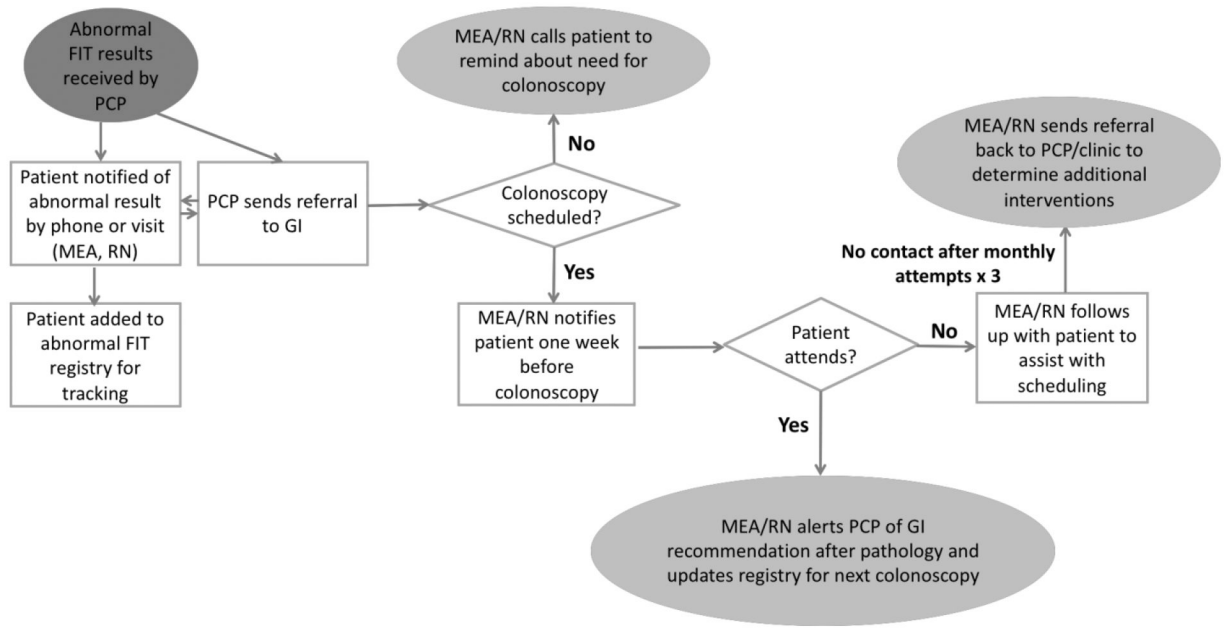 Abnormal
FIT results
received by
PCP
MEA/RN calls patient to
remind about need for
colonoscopy
No
Patient notified of
abnormal result
by phone or visit
(MEA, RN)
PCP sends referral
to GI
Colonoscopy
scheduled?
Yes
Patient added to
abnormal FIT
registry for
tracking
MEA/RN notifies
patient one week
before
colonoscopy
Patient
attends?
No
MEA/RN follows
up with patient to
assist with
scheduling
No contact after monthly
attempts x 3
MEA/RN sends referral
back to PCP/clinic to
determine additional
interventions
Yes
MEA/RN alerts PCP of GI
recommendation after pathology and
updates registry for next colonoscopy